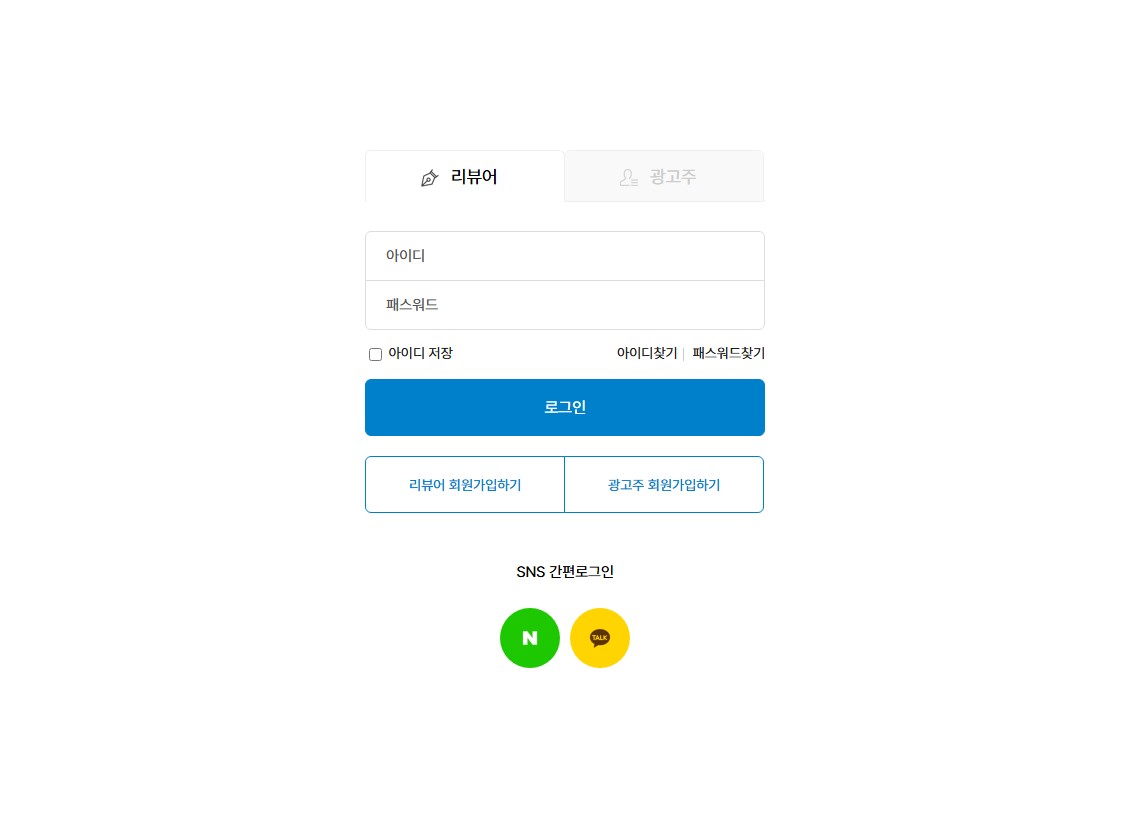 리뷰어 광고주
아이디
패스워드
아이디 저장 아이디찾기 패스워드찾기
로그인
리뷰어 회원가입하기 광고주 회원가입하기
SNS 간편로그인
N TALK